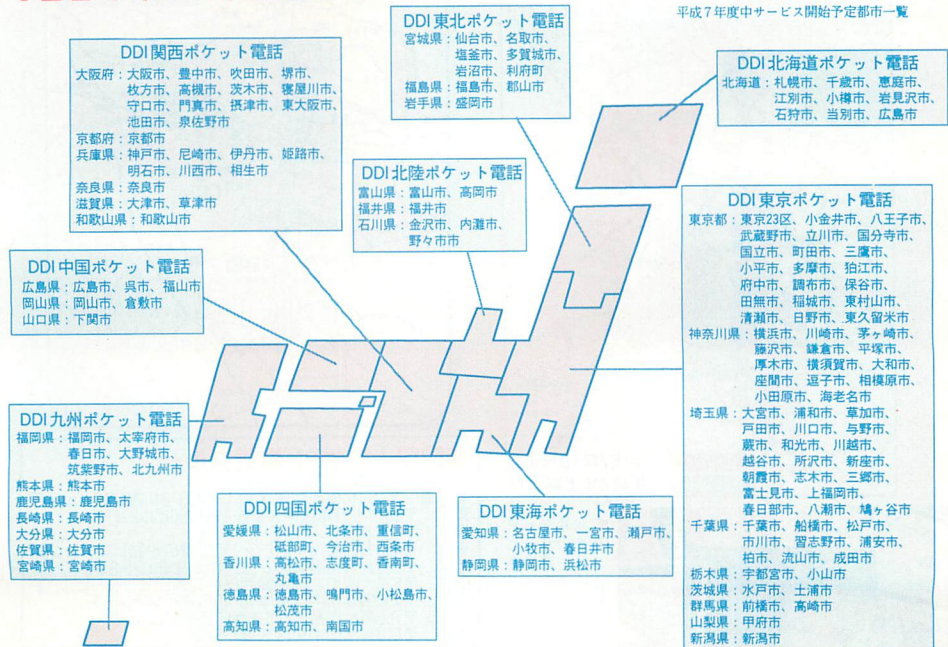 平成7年度中サービス開始予定都市一覧
DDI関西ポケット電話
大阪府：大阪市、豊中市、吹田市、堺市、
枚方市、高槻市、茨木市、寝屋川市、
守口市、門真市、摂津市、東大阪市、
池田市、泉佐野市
京都府：京都市
兵庫県：神戸市、尼崎市、伊丹市、姫路市、
明石市、川西市、相生市
奈良県：奈良市
滋賀県：大津市、草津市
和歌山県：和歌山市
DDI東北ポケット電話
宮城県：仙台市、名取市、
塩釜市、多賀城市、
岩沼市、利府町
福島県：福島市、郡山市
岩手県：盛岡市
DDI北海道ポケット電話
北海道：札幌市、千歳市、恵庭市、
江別市、小樽市、岩見沢市、
石狩市、当別市、広島市
DDI北陸ポケット電話
富山県：富山市、高岡市
福井県：福井市
石川県：金沢市、内灘市、
野々市市
DDI中国ポケット電話
広島県：広島市、呉市、福山市
岡山県：岡山市、倉敷市
山口県：下関市
DDI東京ポケット電話
東京都：東京23区、小金井市、八王子市、
武蔵野市、立川市、国分寺市、
国立市、町田市、三鷹市、
小平市、多摩市、狛江市、
府中市、調布市、保谷市、
田無市、稲城市、東村山市、
清瀬市、日野市、東久留米市
神奈川県：横浜市、川崎市、茅ヶ崎市、
藤沢市、鎌倉市、平塚市、
厚木市、横須賀市、大和市、
座間市、逗子市、相模原市、
小田原市、海老名市
埼玉県：大宮市、浦和市、草加市、
戸田市、川口市、与野市、
蕨市、和光市、川越市、
越谷市、所沢市、新座市、
朝霞市、志木市、三郷市、
富士見市、上福岡市、
春日部市、八潮市、鳩ヶ谷市
千葉県：千葉市、船橋市、松戸市、
市川市、習志野市、浦安市、
柏市、流山市、成田市
栃木県：宇都宮市、小山市
茨城県：水戸市、土浦市
群馬県：前橋市、高崎市
山梨県：甲府市
新潟県：新潟市
DDI九州ポケット電話
福岡県：福岡市、太宰府市、
春日市、大野城市、
筑紫野市、北九州市
熊本県：熊本市
鹿児島県：鹿児島市
長崎県：長崎市
大分県：大分市
佐賀県：佐賀市
宮崎県：宮崎市
DDI四国ポケット電話
愛媛県：松山市、北条市、重信町、
砥部町、今治市、西条市
香川県：高松市、志度町、香南町、
丸亀市
徳島県：徳島市、鳴門市、小松島市、
松茂市
高知県：高知市、南国市
DDI東海ポケット電話
愛知県：名古屋市、一宮市、瀬戸市、
小牧市、春日井市
静岡県：静岡市、浜松市